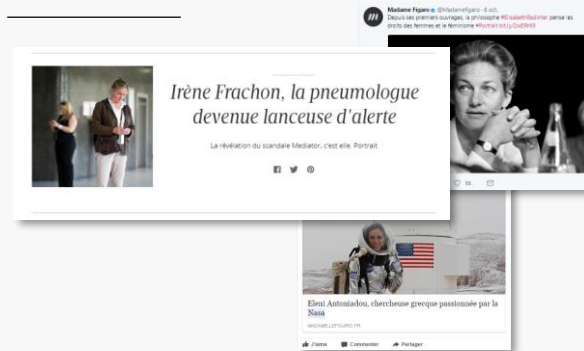 Madame Figaro @Madamefigaro · 8 oct.
Depuis ses premiers ouvrages, la philosophe #ElisabethBadinter pense les
droits des femmes et le féminisme #Portrait
Irène Frachon, la pneumologue
devenue lanceuse d'alerte
La révélation du scandale Mediator, c'est elle. Portrait
Eleni Antoniadou, chercheuse grecque passionnée par la
Nasa
MADAME.LEFIGARO.FR
J'aime Commenter Partager